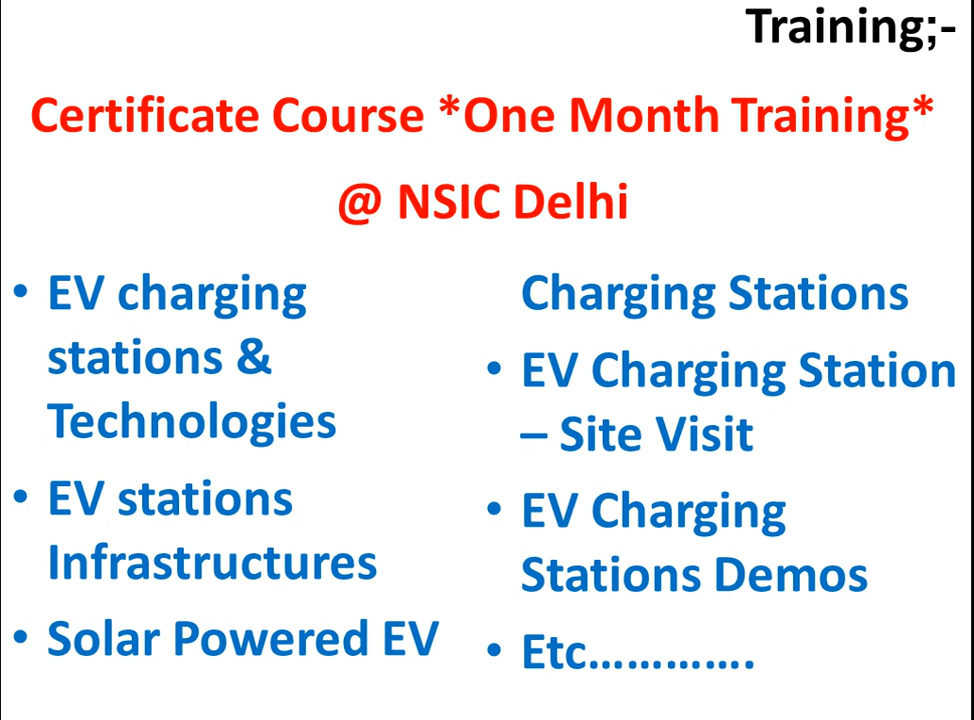 Training;-
Certificate Course *One Month Training*
@ NSIC Delhi
• EV charging
stations &
Technologies
• EV stations
Infrastructures
• Solar Powered EV
Charging Stations
• EV Charging Station
– Site Visit
• EV Charging
Stations Demos
• Etc………….